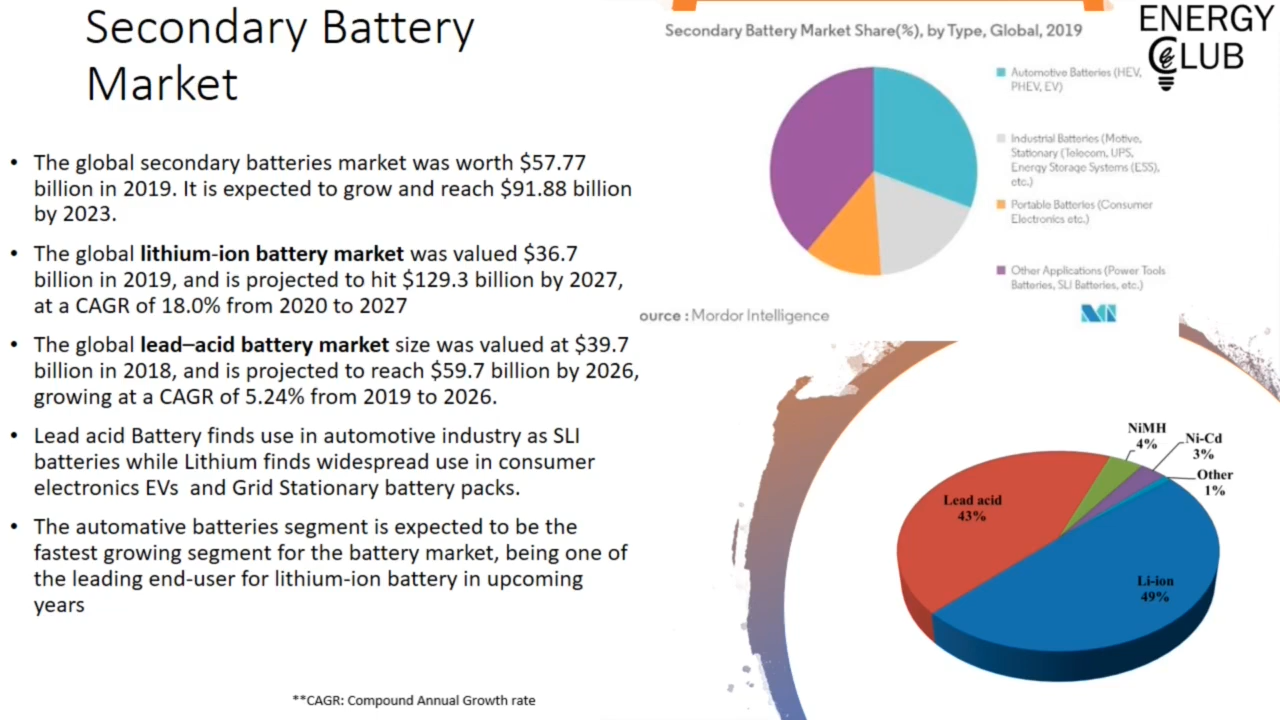 Secondary Battery
Market
• The global secondary batteries market was worth $57.77
billion in 2019. It is expected to grow and reach $91.88 billion
by 2023.
• The global lithium-ion battery market was valued $36.7
billion in 2019, and is projected to hit $129.3 billion by 2027,
at a CAGR of 18.0% from 2020 to 2027
• The global lead–acid battery market size was valued at $39.7
billion in 2018, and is projected to reach $59.7 billion by 2026,
growing at a CAGR of 5.24% from 2019 to 2026.
• Lead acid Battery finds use in automotive industry as SLI
batteries while Lithium finds widespread use in consumer
electronics EVs and Grid Stationary battery packs.
• The automative batteries segment is expected to be the
fastest growing segment for the battery market, being one of
the leading end-user for lithium-ion battery in upcoming
years
**CAGR: Compound Annual Growth rate
Secondary Battery Market Share(%), by Type, Global, 2019
Automotive Batteries (HEV,
PHEV, EV)
Industrial Batteries (Motive,
Stationary (Telecom, UPS,
Energy Storage Systems (ESS),
etc.)
Portable Batteries (Consumer
Electronics etc.)
Other Applications (Power Tools
Batteries, SLI Batteries, etc.)
ource : Mordor Intelligence
ENERGY
CLUB
NiMH
4%
Ni-Cd
3%
Other
1%
Lead acid
43%
Li-ion
49%